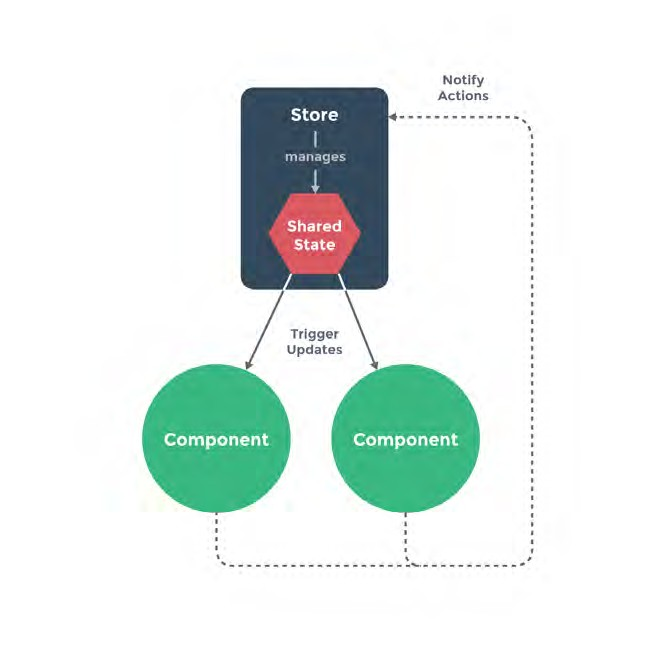 Notify
Actions
Store
manages
Shared
State
Trigger
Updates
Component
Component